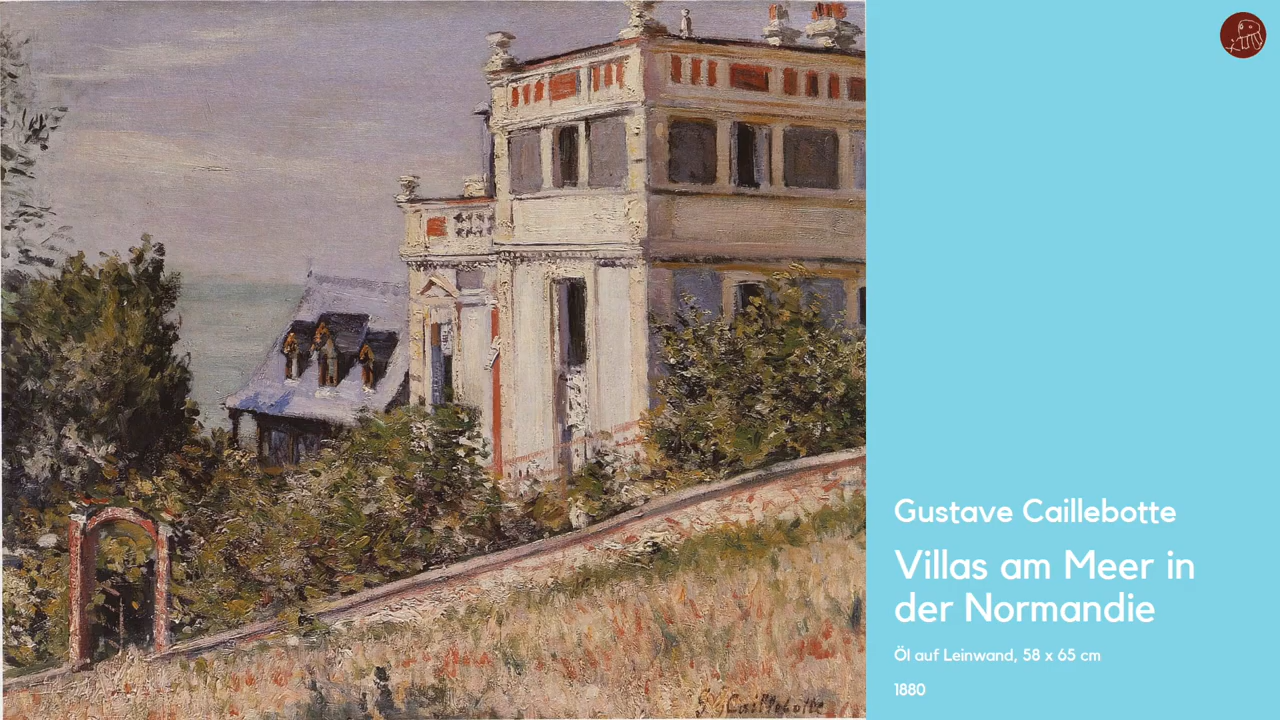 Gustave Caillebotte
Villas am Meer in
der Normandie
Öl auf Leinwand, 58 x 65 cm
1880
G. Caillebotte